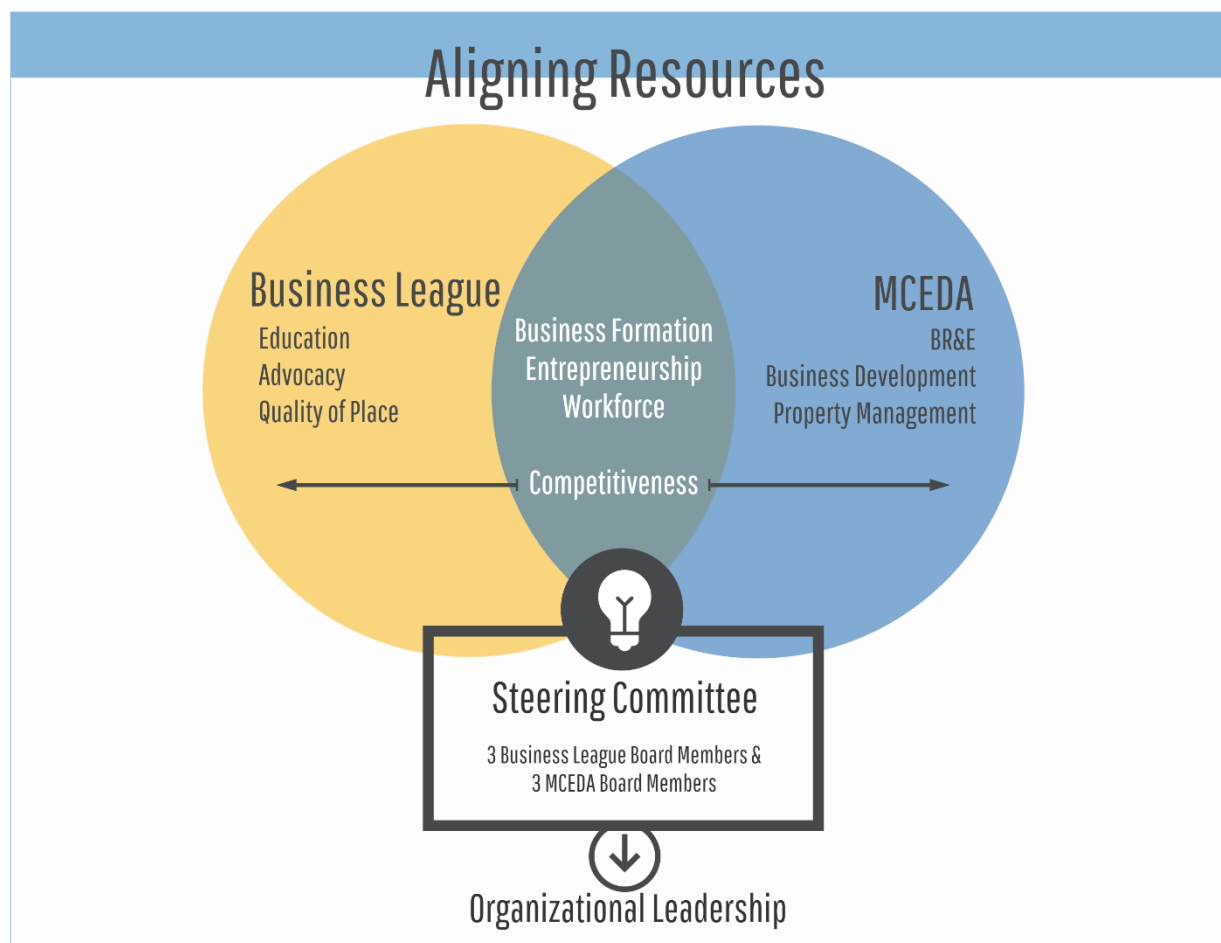 Aligning Resources
Business League
Education
Advocacy
Quality of Place
Business Formation
Entrepreneurship
Workforce
Competitiveness
MCEDA
BR&E
Business Development
Property Management
Steering Committee
3 Business League Board Members &
3 MCEDA Board Members
Organizational Leadership